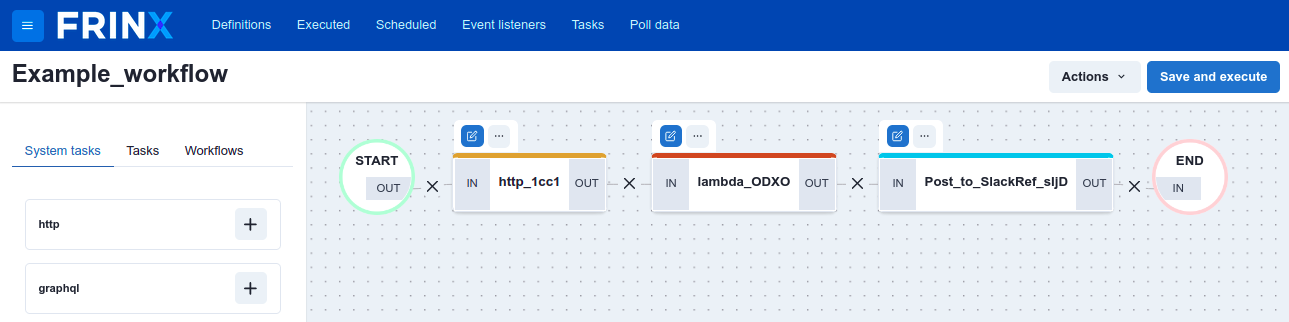 FRINX Definitions Executed Scheduled Event listeners Tasks Poll data
Example_workflow Actions Save and execute
System tasks Tasks Workflows
START OUT IN http_1cc1 OUT IN lambda_ODXO OUT IN Post_to_SlackRef_sIjD OUT END IN
http
graphql